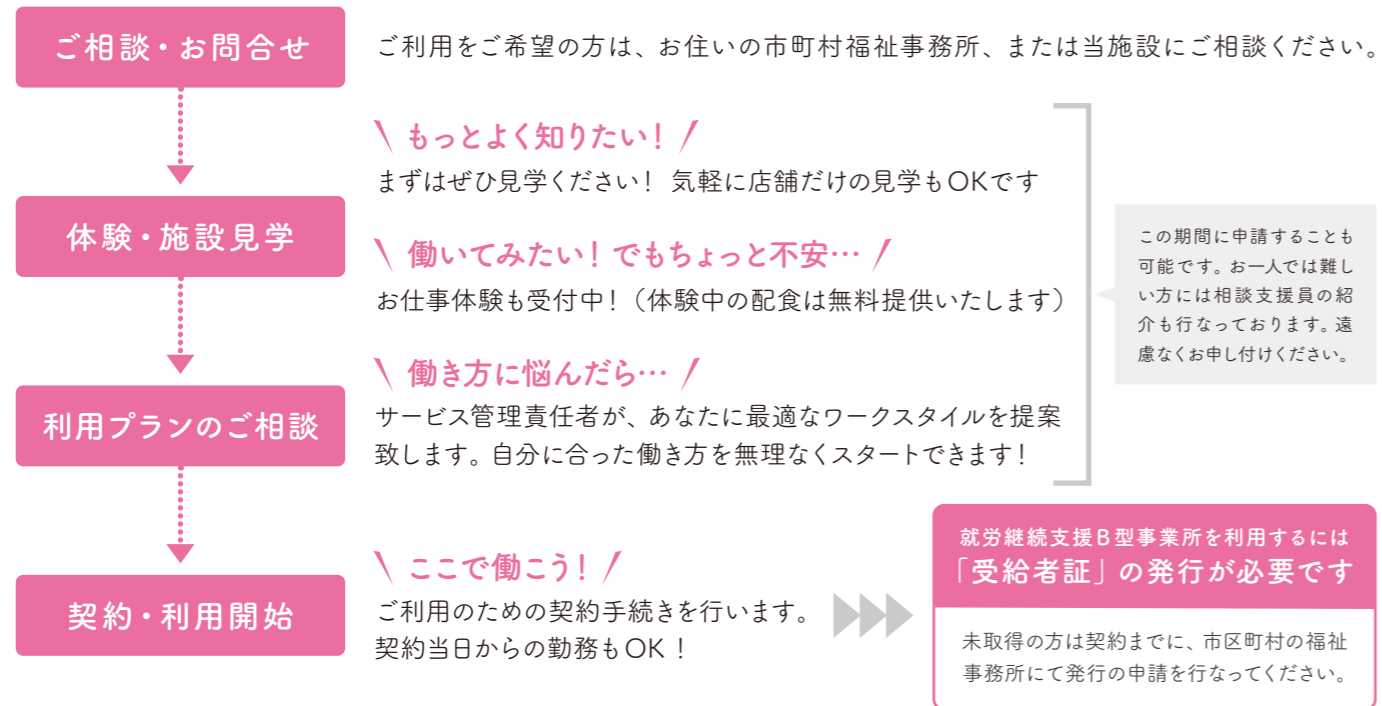 ご相談・お問合せ
ご利用をご希望の方は、お住いの市町村福祉事務所、または当施設にご相談ください。
もっとよく知りたい!
まずはぜひ見学ください! 気軽に店舗だけの見学もOKです
体験・施設見学
働いてみたい! でもちょっと不安…
お仕事体験も受付中!(体験中の配食は無料提供いたします)
この期間に申請することも
可能です。お一人では難し
い方には相談支援員の紹
介も行なっております。遠
慮なくお申し付けください。
利用プランのご相談
働き方に悩んだら…
サービス管理責任者が、あなたに最適なワークスタイルを提案
致します。自分に合った働き方を無理なくスタートできます!
契約・利用開始
ここで働こう!
ご利用のための契約手続きを行います。
契約当日からの勤務もOK!
就労継続支援B型事業所を利用するには
「受給者証」の発行が必要です
未取得の方は契約までに、市区町村の福祉
事務所にて発行の申請を行なってください。